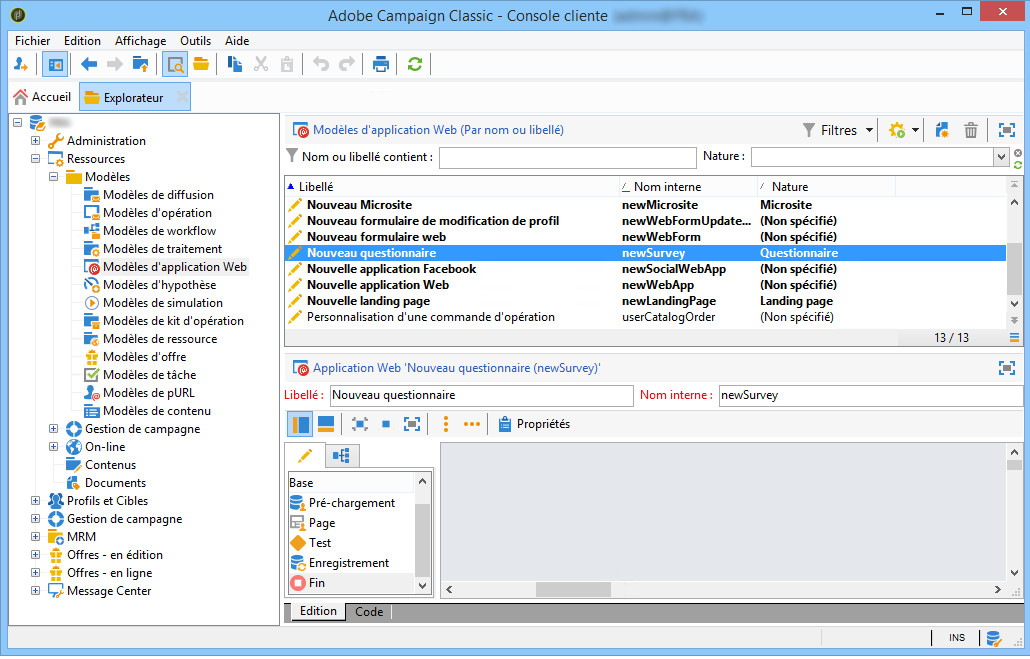 Adobe Campaign Classic - Console cliente
Fichier Edition Affichage Outils Aide
Accueil Explorateur
Administration
Ressources
Modèles
Modèles de diffusion
Modèles d'opération
Modèles de workflow
Modèles de traitement
Modèles d'application Web
Modèles d'hypothèse
Modèles de simulation
Modèles de kit d'opération
Modèles de ressource
Modèles d'offre
Modèles de tâche
Modèles de pURL
Modèles de contenu
Gestion de campagne
On-line
Contenus
Documents
Profils et Cibles
Gestion de campagne
MRM
Offres - en édition
Offres - en ligne
Message Center
Modèles d'application Web (Par nom ou libellé) Filtres
Nom ou libellé contient : Nature :
Libellé Nom interne Nature
Nouveau Microsite newMicrosite Microsite
Nouveau formulaire de modification de profil newWebFormUpdate... (Non spécifié)
Nouveau formulaire web newWebForm (Non spécifié)
Nouveau questionnaire newSurvey Questionnaire
Nouvelle application Facebook newSocialWebApp (Non spécifié)
Nouvelle application Web newWebApp (Non spécifié)
Nouvelle landing page newLandingPage Landing page
Personnalisation d'une commande d'opération userCatalogOrder (Non spécifié)
13 / 13
Application Web 'Nouveau questionnaire (newSurvey)'
Libellé : Nouveau questionnaire Nom interne : newSurvey
Propriétés
Base
Pré-chargement
Page
Test
Enregistrement
Fin
Edition Code
INS